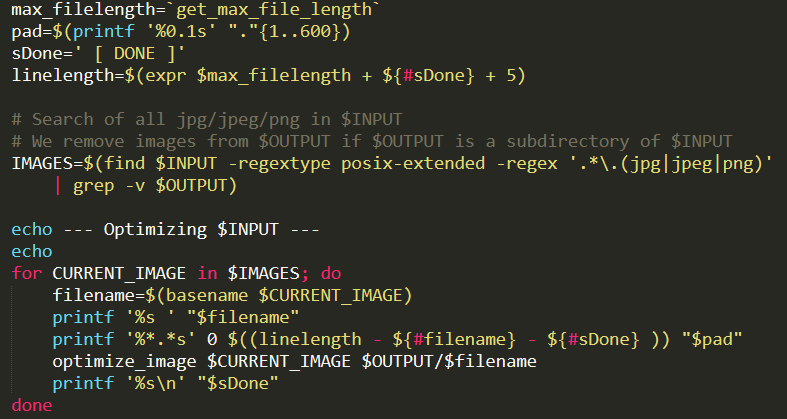 max_filelength=`get_max_file_length`
pad=$(printf '%0.1s' "."{1..600})
sDone=' [ DONE ]'
linelength=$(expr $max_filelength + ${#sDone} + 5)
# Search of all jpg/jpeg/png in $INPUT
# We remove images from $OUTPUT if $OUTPUT is a subdirectory of $INPUT
IMAGES=$(find $INPUT -regextype posix-extended -regex '.*\.(jpg|jpeg|png)'
    | grep -v $OUTPUT)
echo --- Optimizing $INPUT ---
echo
for CURRENT_IMAGE in $IMAGES; do
    filename=$(basename $CURRENT_IMAGE)
    printf '%s ' "$filename"
    printf '%*.*s' 0 $((linelength - ${#filename} - ${#sDone} )) "$pad"
    optimize_image $CURRENT_IMAGE $OUTPUT/$filename
    printf '%s\n' "$sDone"
done